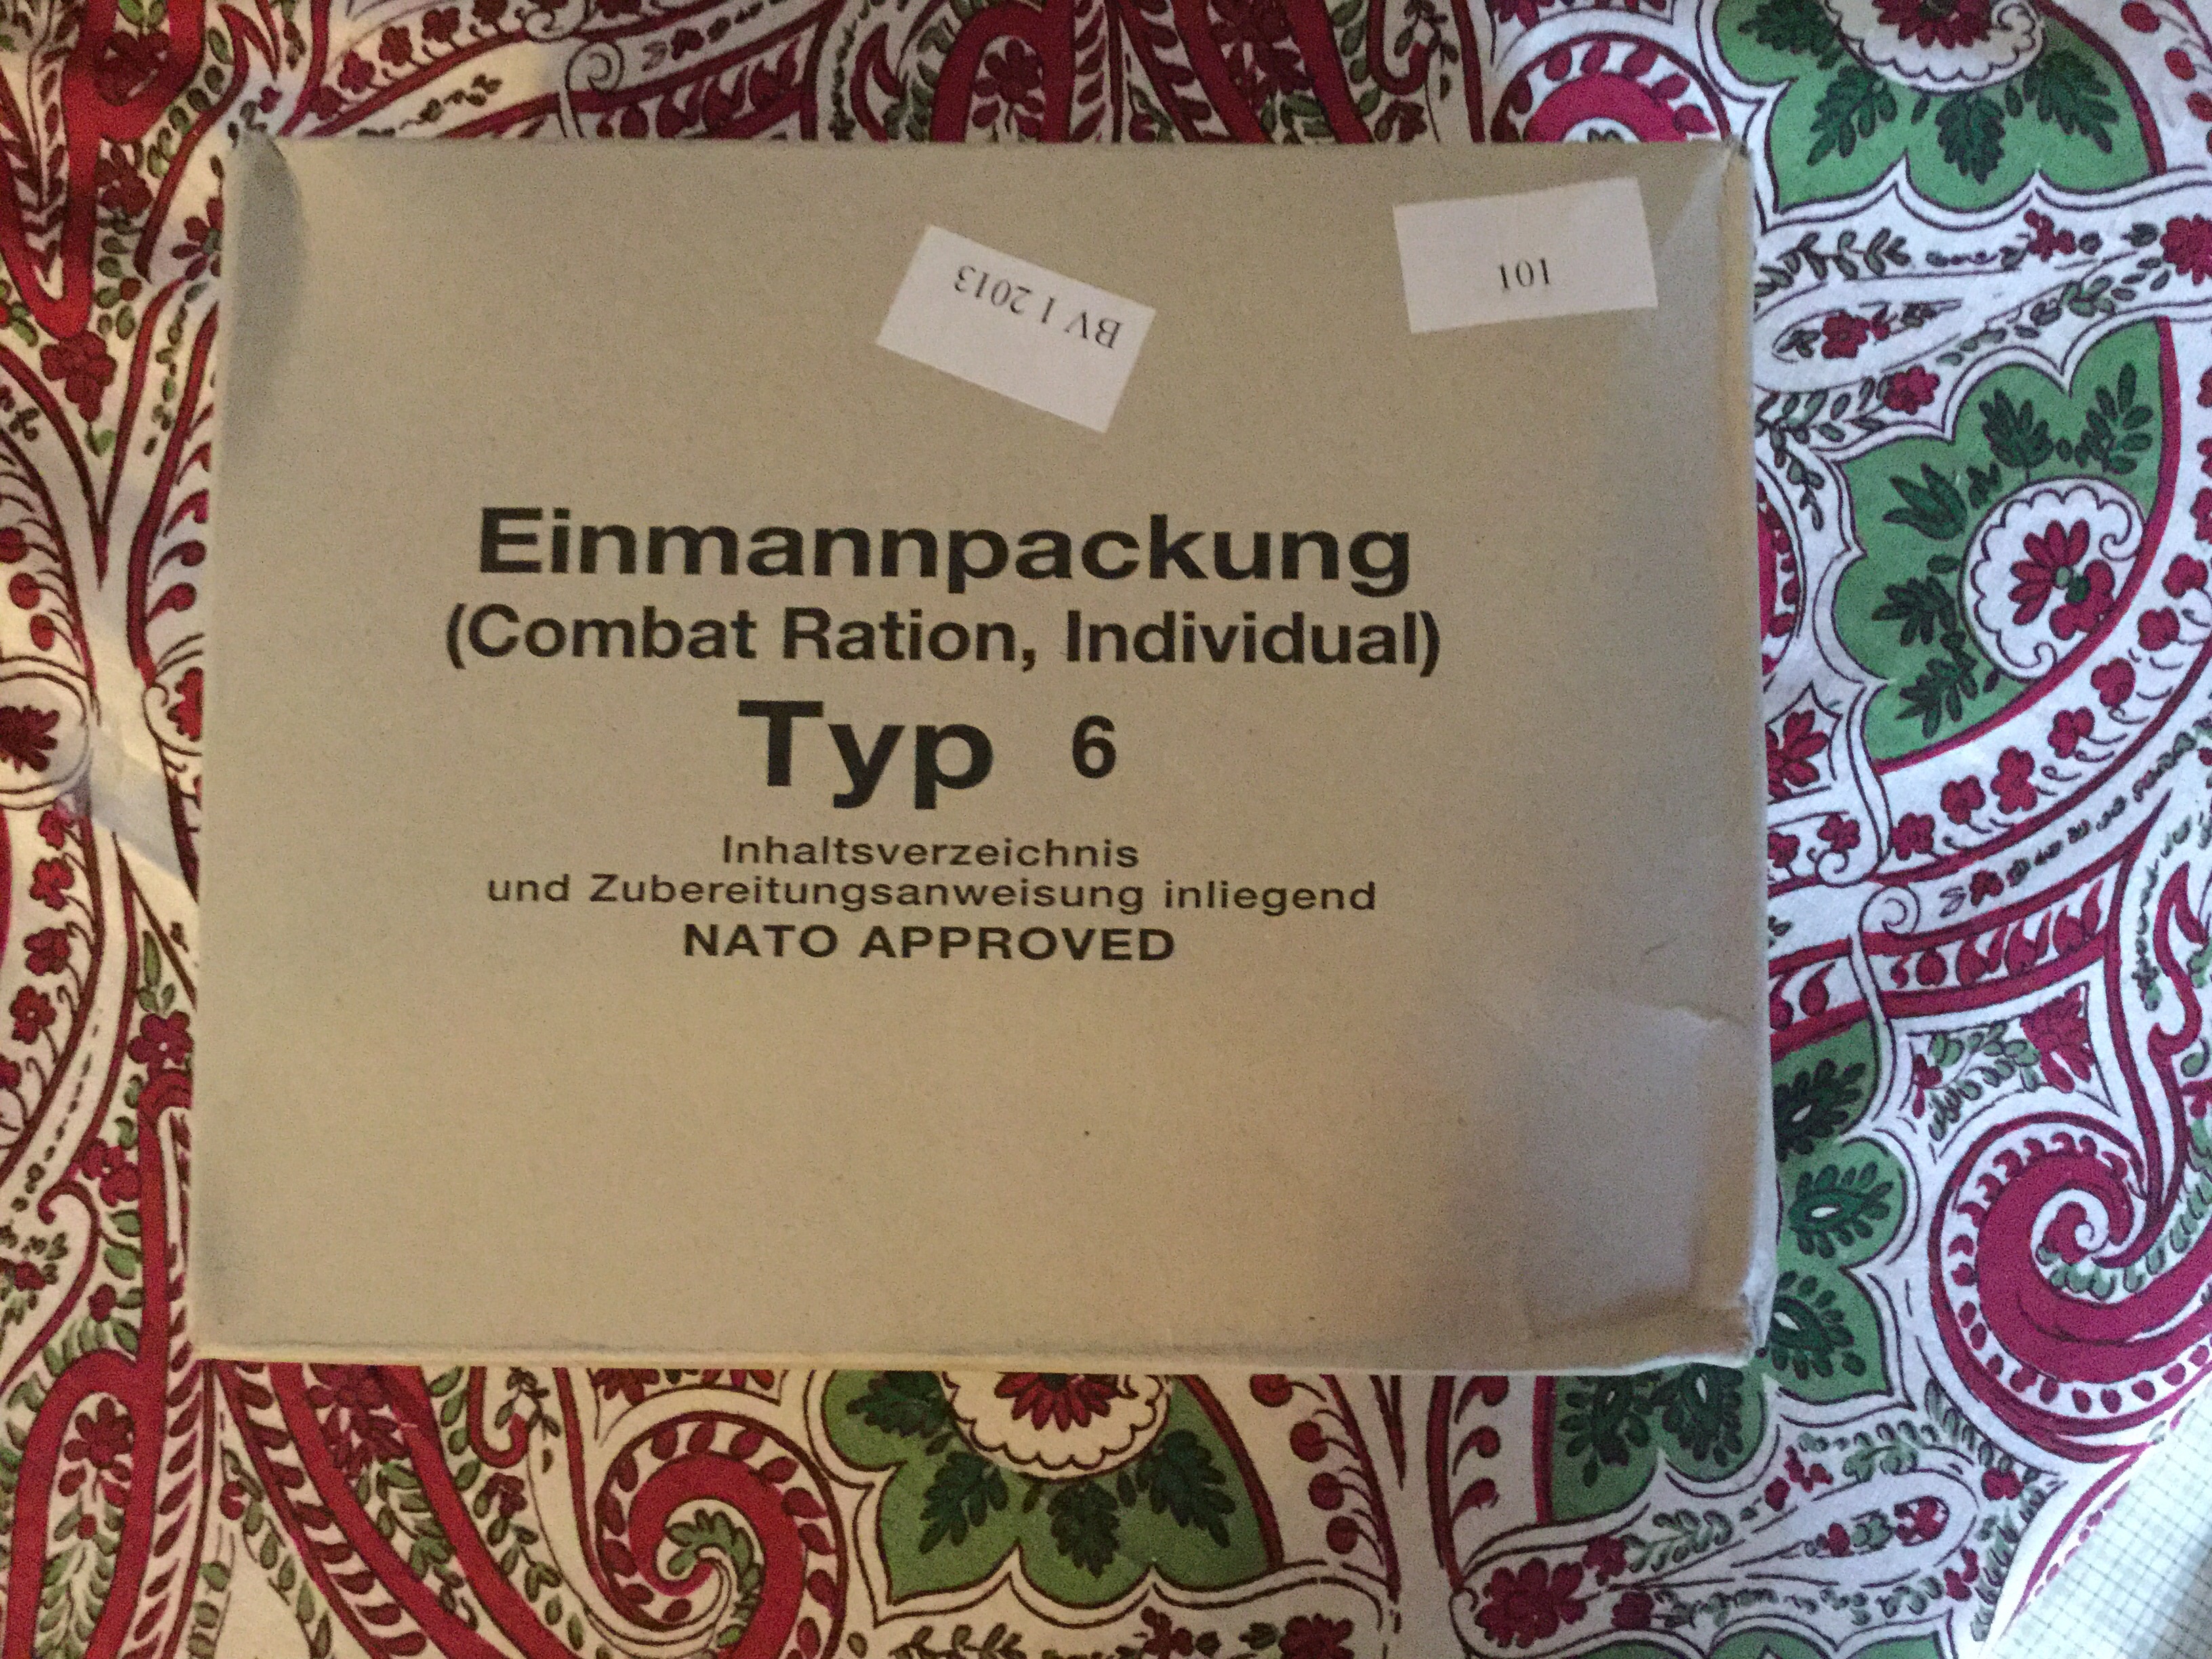 BV I 2013
101
Einmannpackung
(Combat Ration, Individual)
Typ 6
Inhaltsverzeichnis
und Zubereitungsanweisung inliegend
NATO APPROVED